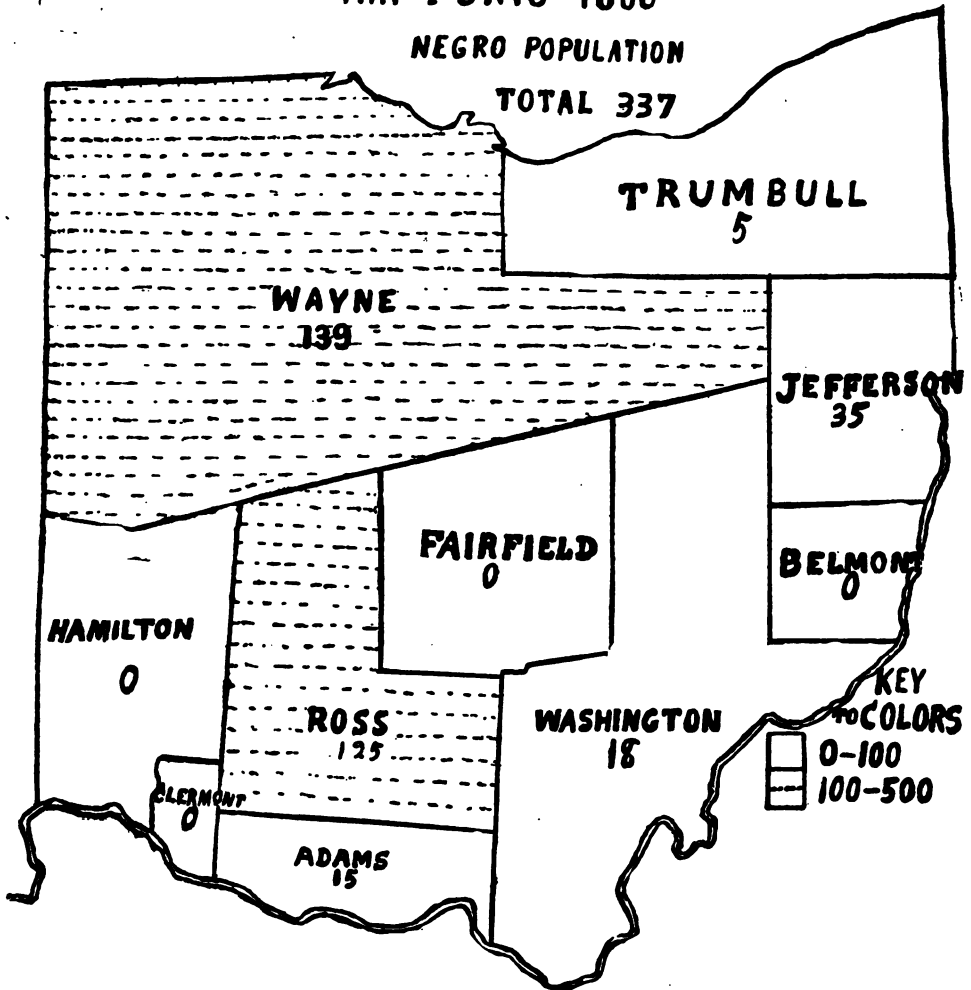 NEGRO POPULATION
TOTAL 337
TRUMBULL
5
WAYNE
139
JEFFERSON
35
FAIRFIELD
0
BELMONT
0
HAMILTON
0
ROSS
125
WASHINGTON
18
CLERMONT
0
ADAMS
15
KEY
TO COLORS
0-100
100-500